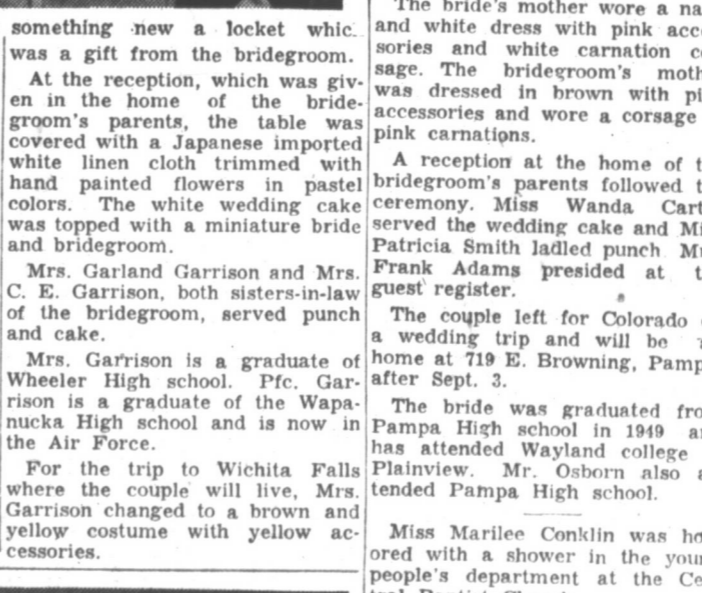 something new a locket whic
was a gift from the bridegroom.
At the reception, which was giv-
en in the home of the bride-
groom's parents, the table was
covered with a Japanese imported
white linen cloth trimmed with
hand painted flowers in pastel
colors. The white wedding cake
was topped with a miniature bride
and bridegroom.
Mrs. Garland Garrison and Mrs.
C. E. Garrison, both sisters-in-law
of the bridegroom, served punch
and cake.
Mrs. Garrison is a graduate of
Wheeler High school. Pfc. Gar-
rison is a graduate of the Wapa-
nucka High school and is now in
the Air Force.
For the trip to Wichita Falls
where the couple will live, Mrs.
Garrison changed to a brown and
yellow costume with yellow ac-
cessories.
The bride's mother wore a na
and white dress with pink acc
sories and white carnation c
sage. The bridegroom's moth
was dressed in brown with pi
accessories and wore a corsage
pink carnations.
A reception at the home of t
bridegroom's parents followed t
ceremony. Miss Wanda Cart
served the wedding cake and Mi
Patricia Smith ladled punch. M
Frank Adams presided at t
guest register.
The couple left for Colorado
a wedding trip and will be
home at 719 E. Browning, Pamp
after Sept. 3.
The bride was graduated fro
Pampa High school in 1949 a
has attended Wayland college
Plainview. Mr. Osborn also a
tended Pampa High school.
Miss Marilee Conklin was ho
ored with a shower in the youn
people's department at the Ce